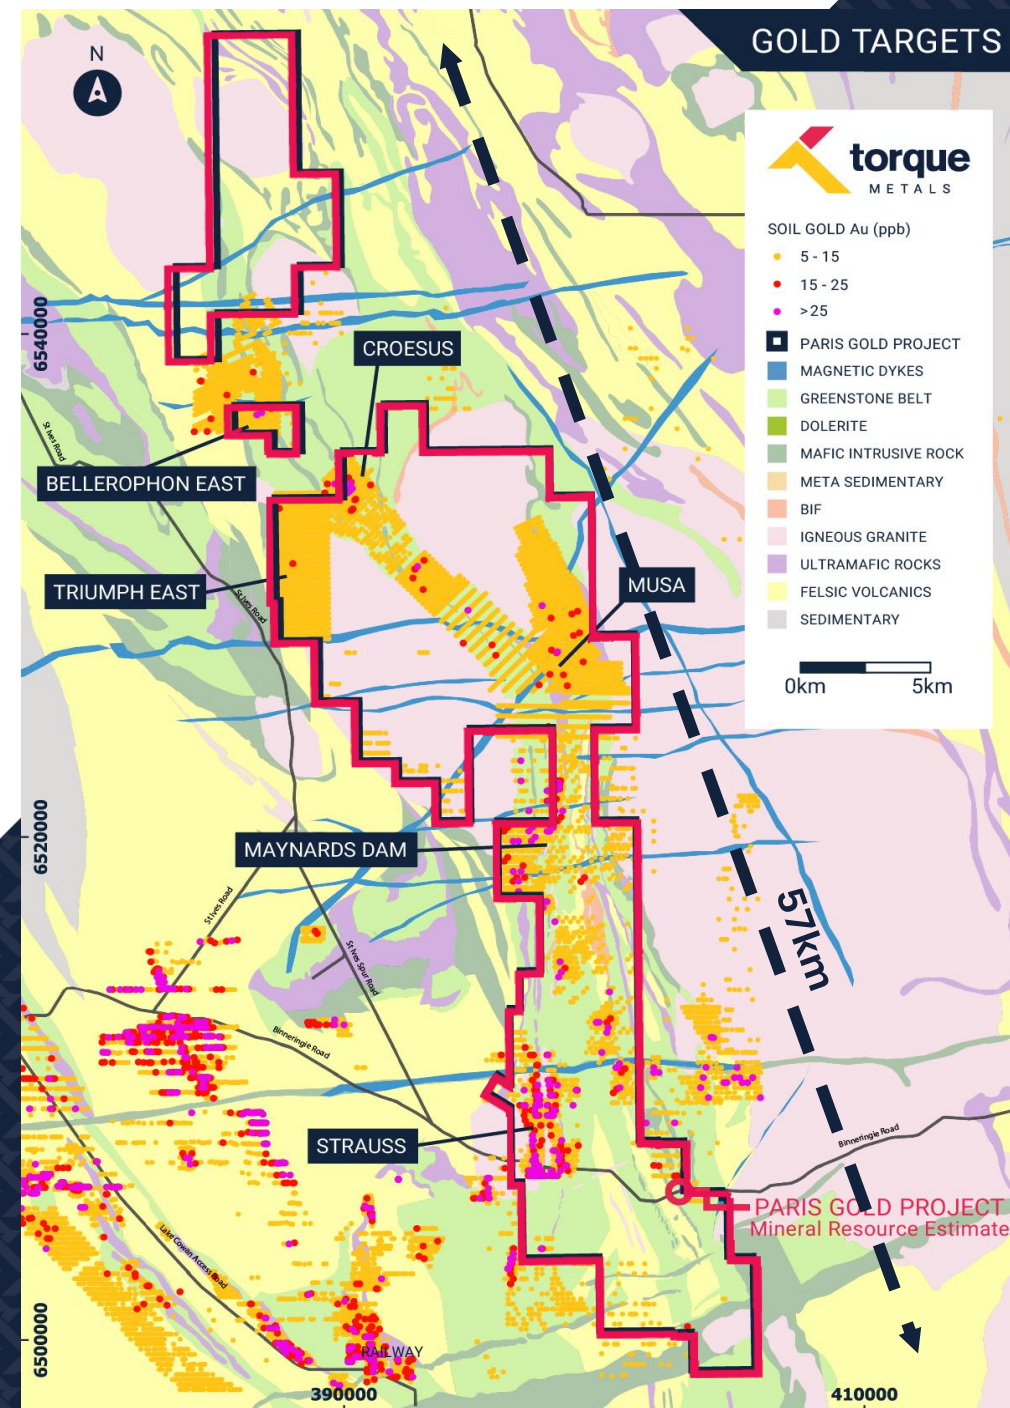 GOLD TARGETS
N
torque
METALS
SOIL GOLD Au (ppb)
5 - 15
15 - 25
>25
PARIS GOLD PROJECT
MAGNETIC DYKES
GREENSTONE BELT
DOLERITE
MAFIC INTRUSIVE ROCK
META SEDIMENTARY
BIF
IGNEOUS GRANITE
ULTRAMAFIC ROCKS
FELSIC VOLCANICS
SEDIMENTARY
0km
5km
6540000
CROESUS
St Ives Road
BELLEROPHON EAST
TRIUMPH EAST
St Ives Road
MUSA
6520000
MAYNARDS DAM
St Ives Road
St Ives Spur Road
57km
Binneringie Road
STRAUSS
Binneringie Road
PARIS GOLD PROJECT
Mineral Resource Estimate
Lake Cowan Access Road
6500000
RAILWAY
390000
410000